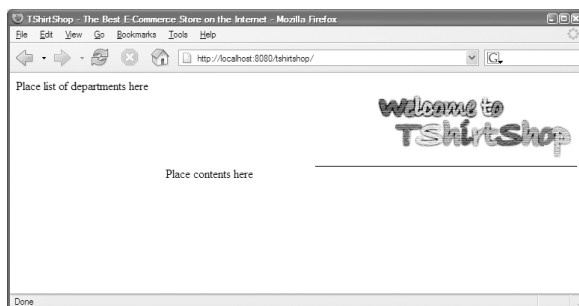 TShirtShop - The Best E-Commerce Store on the Internet - Mozilla Firefox
File Edit View Go Bookmarks Tools Help
http://localhost:8080/tshirtshop/
G
Place list of departments here
Welcome to
TShirtShop
Place contents here
Done